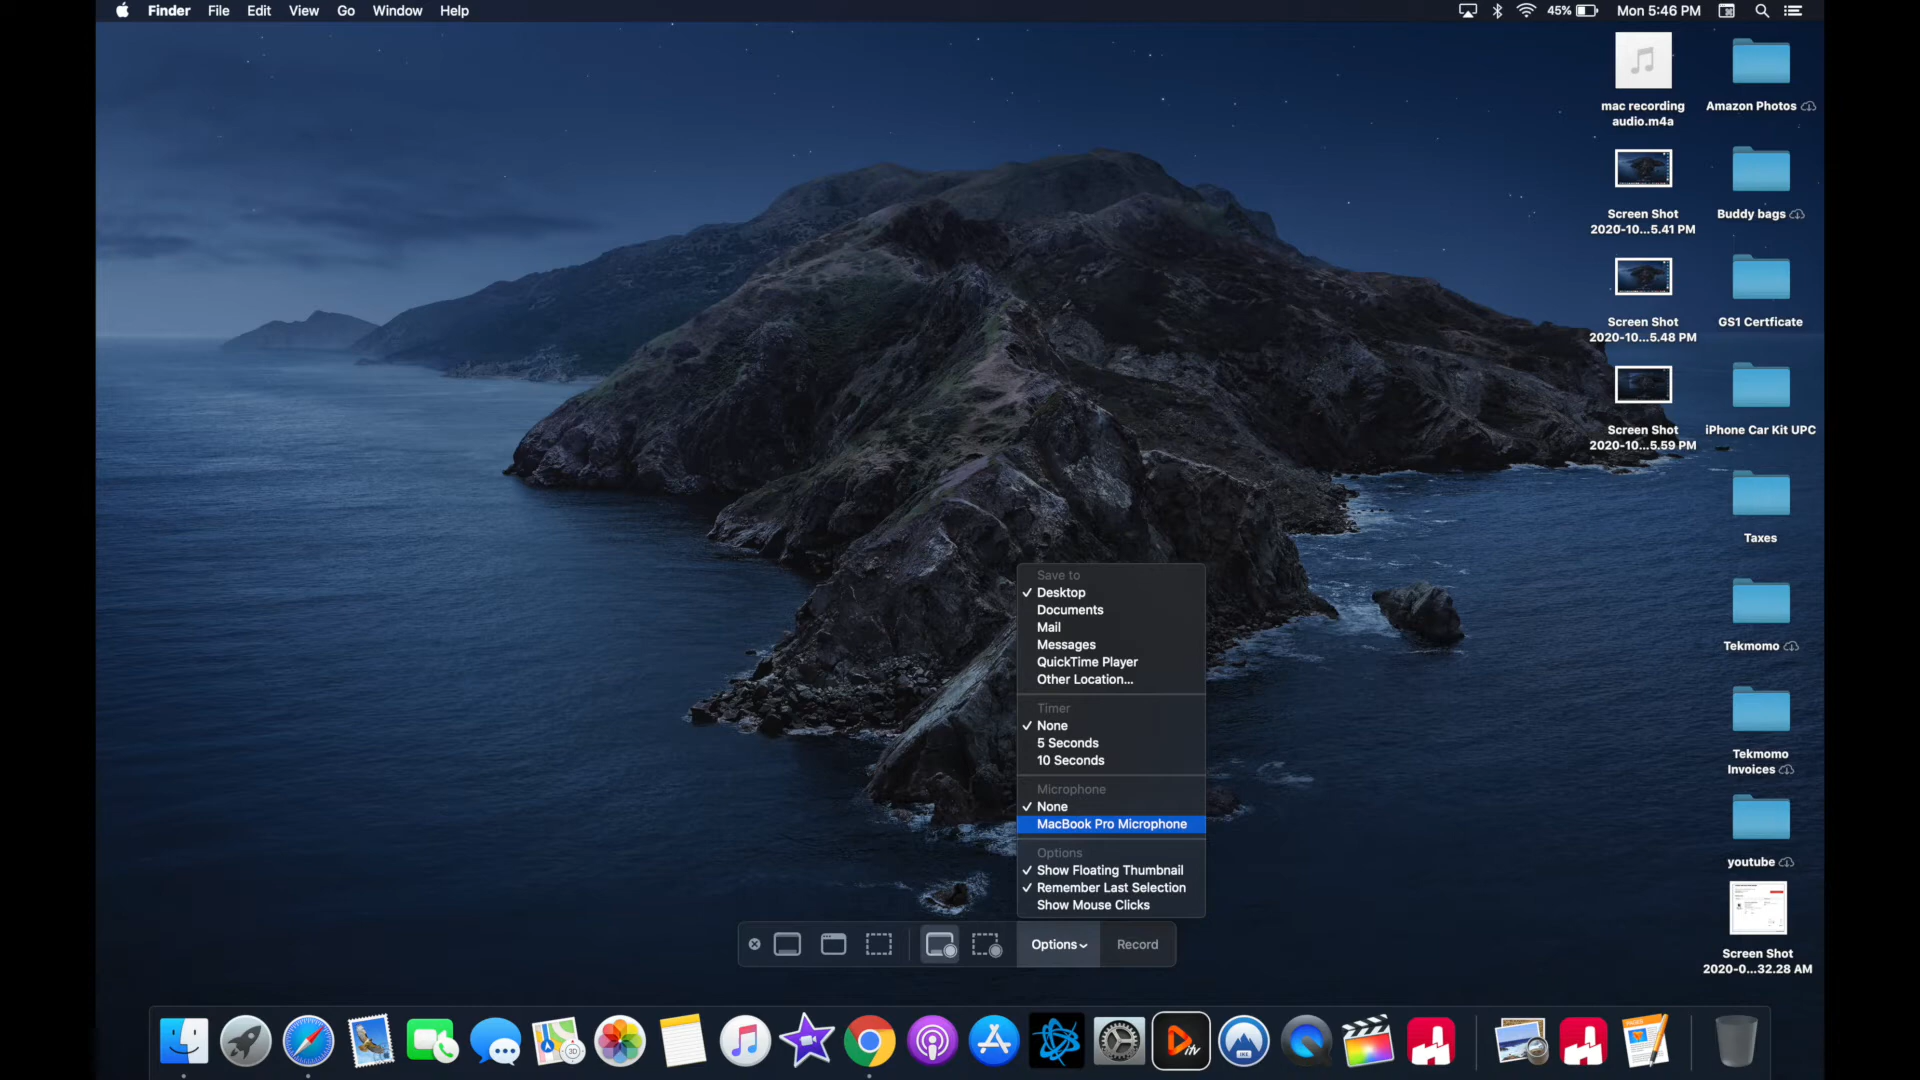 Finder File Edit View Go Window Help
45% Mon 5:46 PM
mac recording
audio.m4a
Amazon Photos
Screen Shot
2020-10...5.41 PM
Buddy bags
Screen Shot
2020-10...5.48 PM
GS1 Certficate
Screen Shot
2020-10...5.59 PM
iPhone Car Kit UPC
Taxes
Tekmomo
Tekmomo
Invoices
youtube
Screen Shot
2020-0...32.28 AM
Save to
✓ Desktop
Documents
Mail
Messages
QuickTime Player
Other Location...
Timer
✓ None
5 Seconds
10 Seconds
Microphone
✓ None
MacBook Pro Microphone
Options
✓ Show Floating Thumbnail
✓ Remember Last Selection
Show Mouse Clicks
Options
Record
3D
itv
IKE